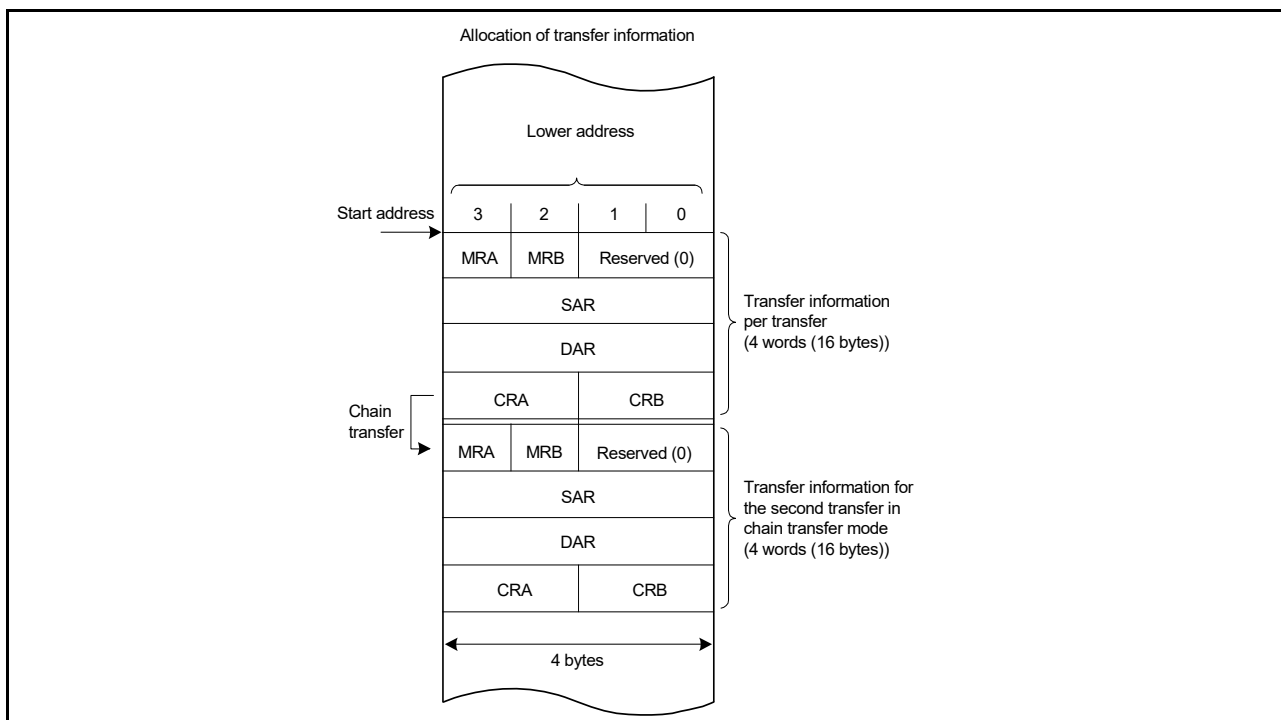 Allocation of transfer information
Lower address
Start address
3 2 1 0
MRA MRB Reserved (0)
SAR
DAR
CRA CRB
Transfer information
per transfer
(4 words (16 bytes))
Chain
transfer
MRA MRB Reserved (0)
SAR
DAR
CRA CRB
Transfer information for
the second transfer in
chain transfer mode
(4 words (16 bytes))
4 bytes